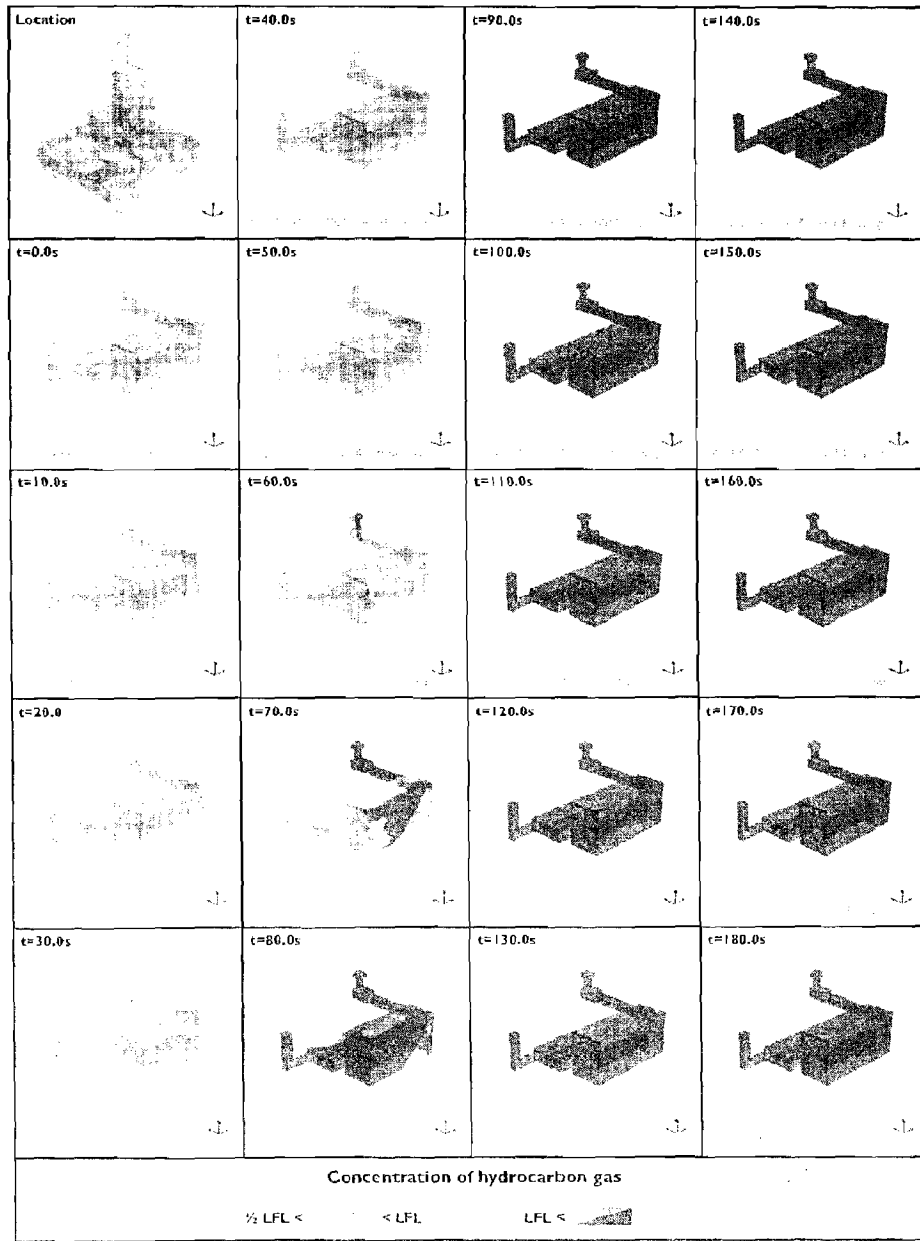 Location
t=40.0s
t=90.0s
t=140.0s
t=0.0s
t=50.0s
t=100.0s
t=150.0s
t=10.0s
t=60.0s
t=110.0s
t=160.0s
t=20.0
t=70.0s
t=120.0s
t=170.0s
t=30.0s
t=80.0s
t=130.0s
t=180.0s
Concentration of hydrocarbon gas
½ LFL < < LFL LFL <